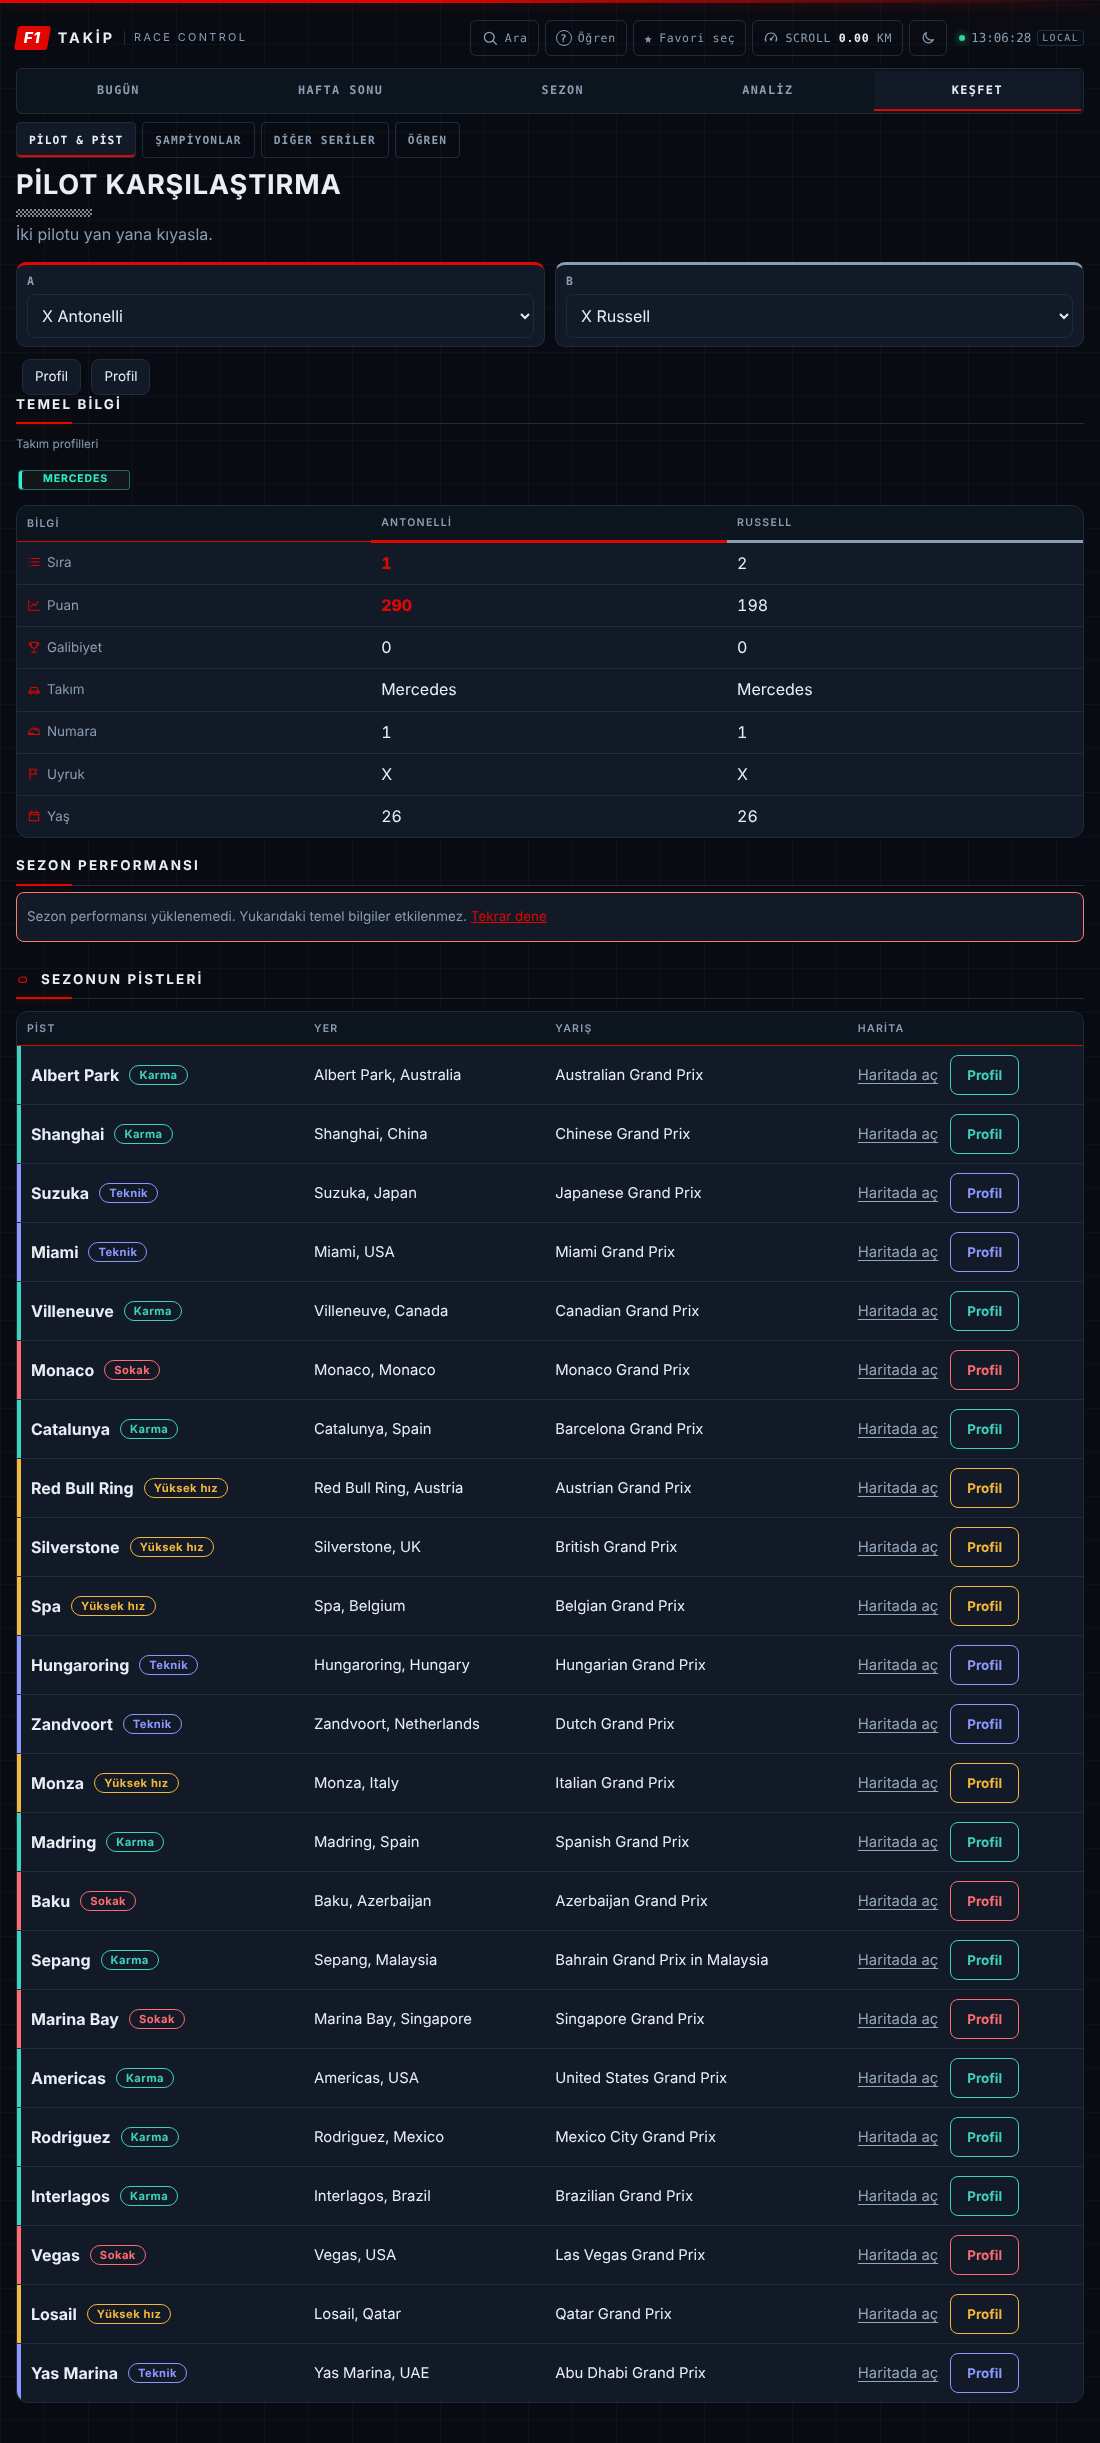 F1 TAKİP RACE CONTROL Ara ? Öğren ★ Favori seç SCROLL 0.00 KM 13:06:28 LOCAL
BUGÜN HAFTA SONU SEZON ANALİZ KEŞFET
PİLOT & PİST ŞAMPİYONLAR DİĞER SERİLER ÖĞREN
PİLOT KARŞILAŞTIRMA
İki pilotu yan yana kıyasla.
A B
X Antonelli X Russell
Profil Profil
TEMEL BİLGİ
Takım profilleri
MERCEDES
BİLGİ ANTONELLİ RUSSELL
Sıra 1 2
Puan 290 198
Galibiyet 0 0
Takım Mercedes Mercedes
Numara 1 1
Uyruk X X
Yaş 26 26
SEZON PERFORMANSI
Sezon performansı yüklenemedi. Yukarıdaki temel bilgiler etkilenmez. Tekrar dene
SEZONUN PİSTLERİ
PİST YER YARIŞ HARİTA
Albert Park Karma Albert Park, Australia Australian Grand Prix Haritada aç Profil
Shanghai Karma Shanghai, China Chinese Grand Prix Haritada aç Profil
Suzuka Teknik Suzuka, Japan Japanese Grand Prix Haritada aç Profil
Miami Teknik Miami, USA Miami Grand Prix Haritada aç Profil
Villeneuve Karma Villeneuve, Canada Canadian Grand Prix Haritada aç Profil
Monaco Sokak Monaco, Monaco Monaco Grand Prix Haritada aç Profil
Catalunya Karma Catalunya, Spain Barcelona Grand Prix Haritada aç Profil
Red Bull Ring Yüksek hız Red Bull Ring, Austria Austrian Grand Prix Haritada aç Profil
Silverstone Yüksek hız Silverstone, UK British Grand Prix Haritada aç Profil
Spa Yüksek hız Spa, Belgium Belgian Grand Prix Haritada aç Profil
Hungaroring Teknik Hungaroring, Hungary Hungarian Grand Prix Haritada aç Profil
Zandvoort Teknik Zandvoort, Netherlands Dutch Grand Prix Haritada aç Profil
Monza Yüksek hız Monza, Italy Italian Grand Prix Haritada aç Profil
Madring Karma Madring, Spain Spanish Grand Prix Haritada aç Profil
Baku Sokak Baku, Azerbaijan Azerbaijan Grand Prix Haritada aç Profil
Sepang Karma Sepang, Malaysia Bahrain Grand Prix in Malaysia Haritada aç Profil
Marina Bay Sokak Marina Bay, Singapore Singapore Grand Prix Haritada aç Profil
Americas Karma Americas, USA United States Grand Prix Haritada aç Profil
Rodriguez Karma Rodriguez, Mexico Mexico City Grand Prix Haritada aç Profil
Interlagos Karma Interlagos, Brazil Brazilian Grand Prix Haritada aç Profil
Vegas Sokak Vegas, USA Las Vegas Grand Prix Haritada aç Profil
Losail Yüksek hız Losail, Qatar Qatar Grand Prix Haritada aç Profil
Yas Marina Teknik Yas Marina, UAE Abu Dhabi Grand Prix Haritada aç Profil